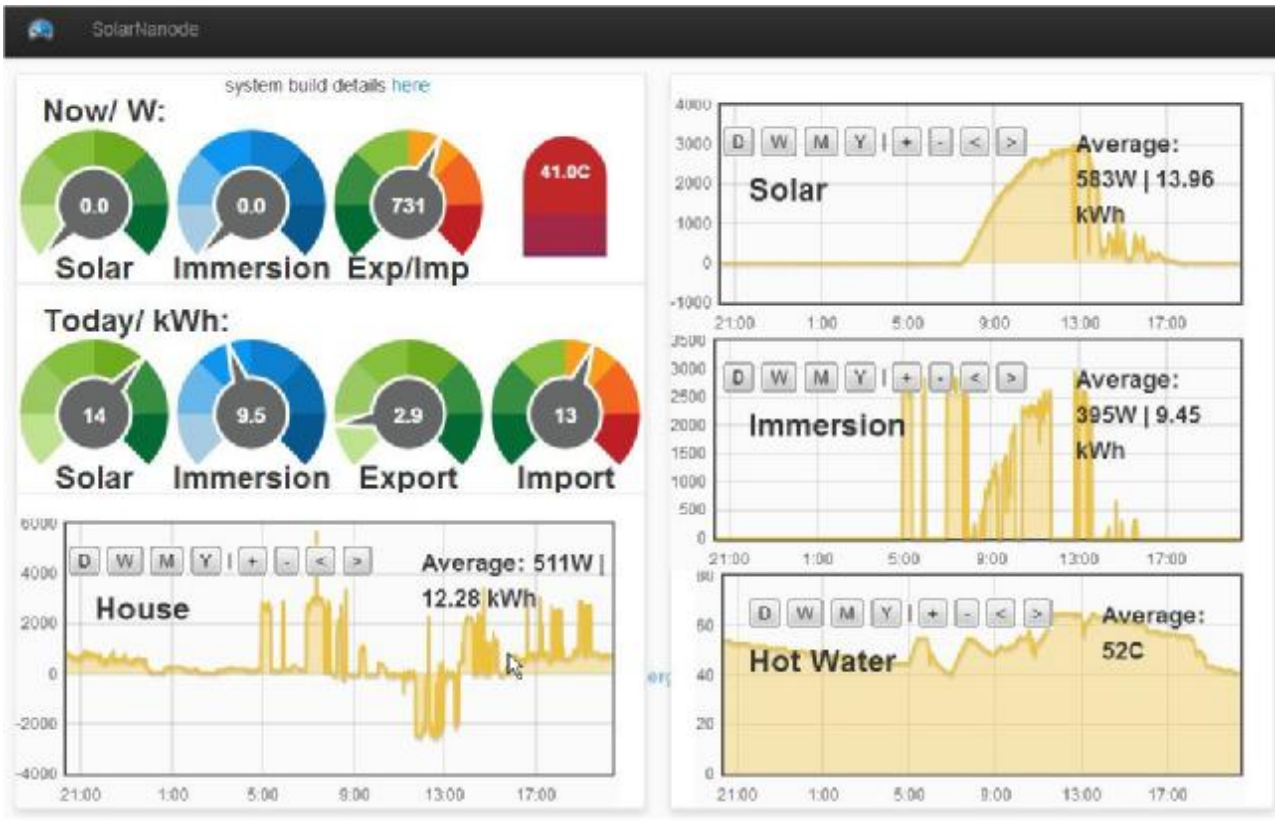 SolarNanode
system build details here
Now/ W:
0.0
0.0
731
41.0C
Solar
Immersion
Exp/Imp
Today/ kWh:
14
9.5
2.9
13
Solar
Immersion
Export
Import
6000
4000
2000
0
-2000
-4000
D W M Y | + - < >
Average: 511W |
12.28 kWh
House
21:00 1:00 5:00 9:00 13:00 17:00
4000
3000
2000
1000
0
-1000
D W M Y | + - < >
Average:
583W | 13.96
kWh
Solar
21:00 1:00 5:00 9:00 13:00 17:00
3500
3000
2500
2000
1500
1000
500
0
D W M Y | + - < >
Average:
395W | 9.45
kWh
Immersion
21:00 1:00 5:00 9:00 13:00 17:00
80
60
40
20
0
D W M Y | + - < >
Average:
52C
Hot Water
21:00 1:00 5:00 9:00 13:00 17:00